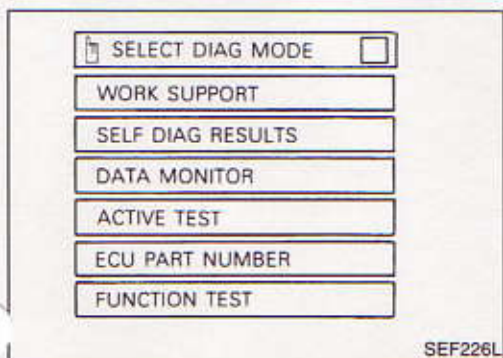 SELECT DIAG MODE
WORK SUPPORT
SELF DIAG RESULTS
DATA MONITOR
ACTIVE TEST
ECU PART NUMBER
FUNCTION TEST
SEF226L